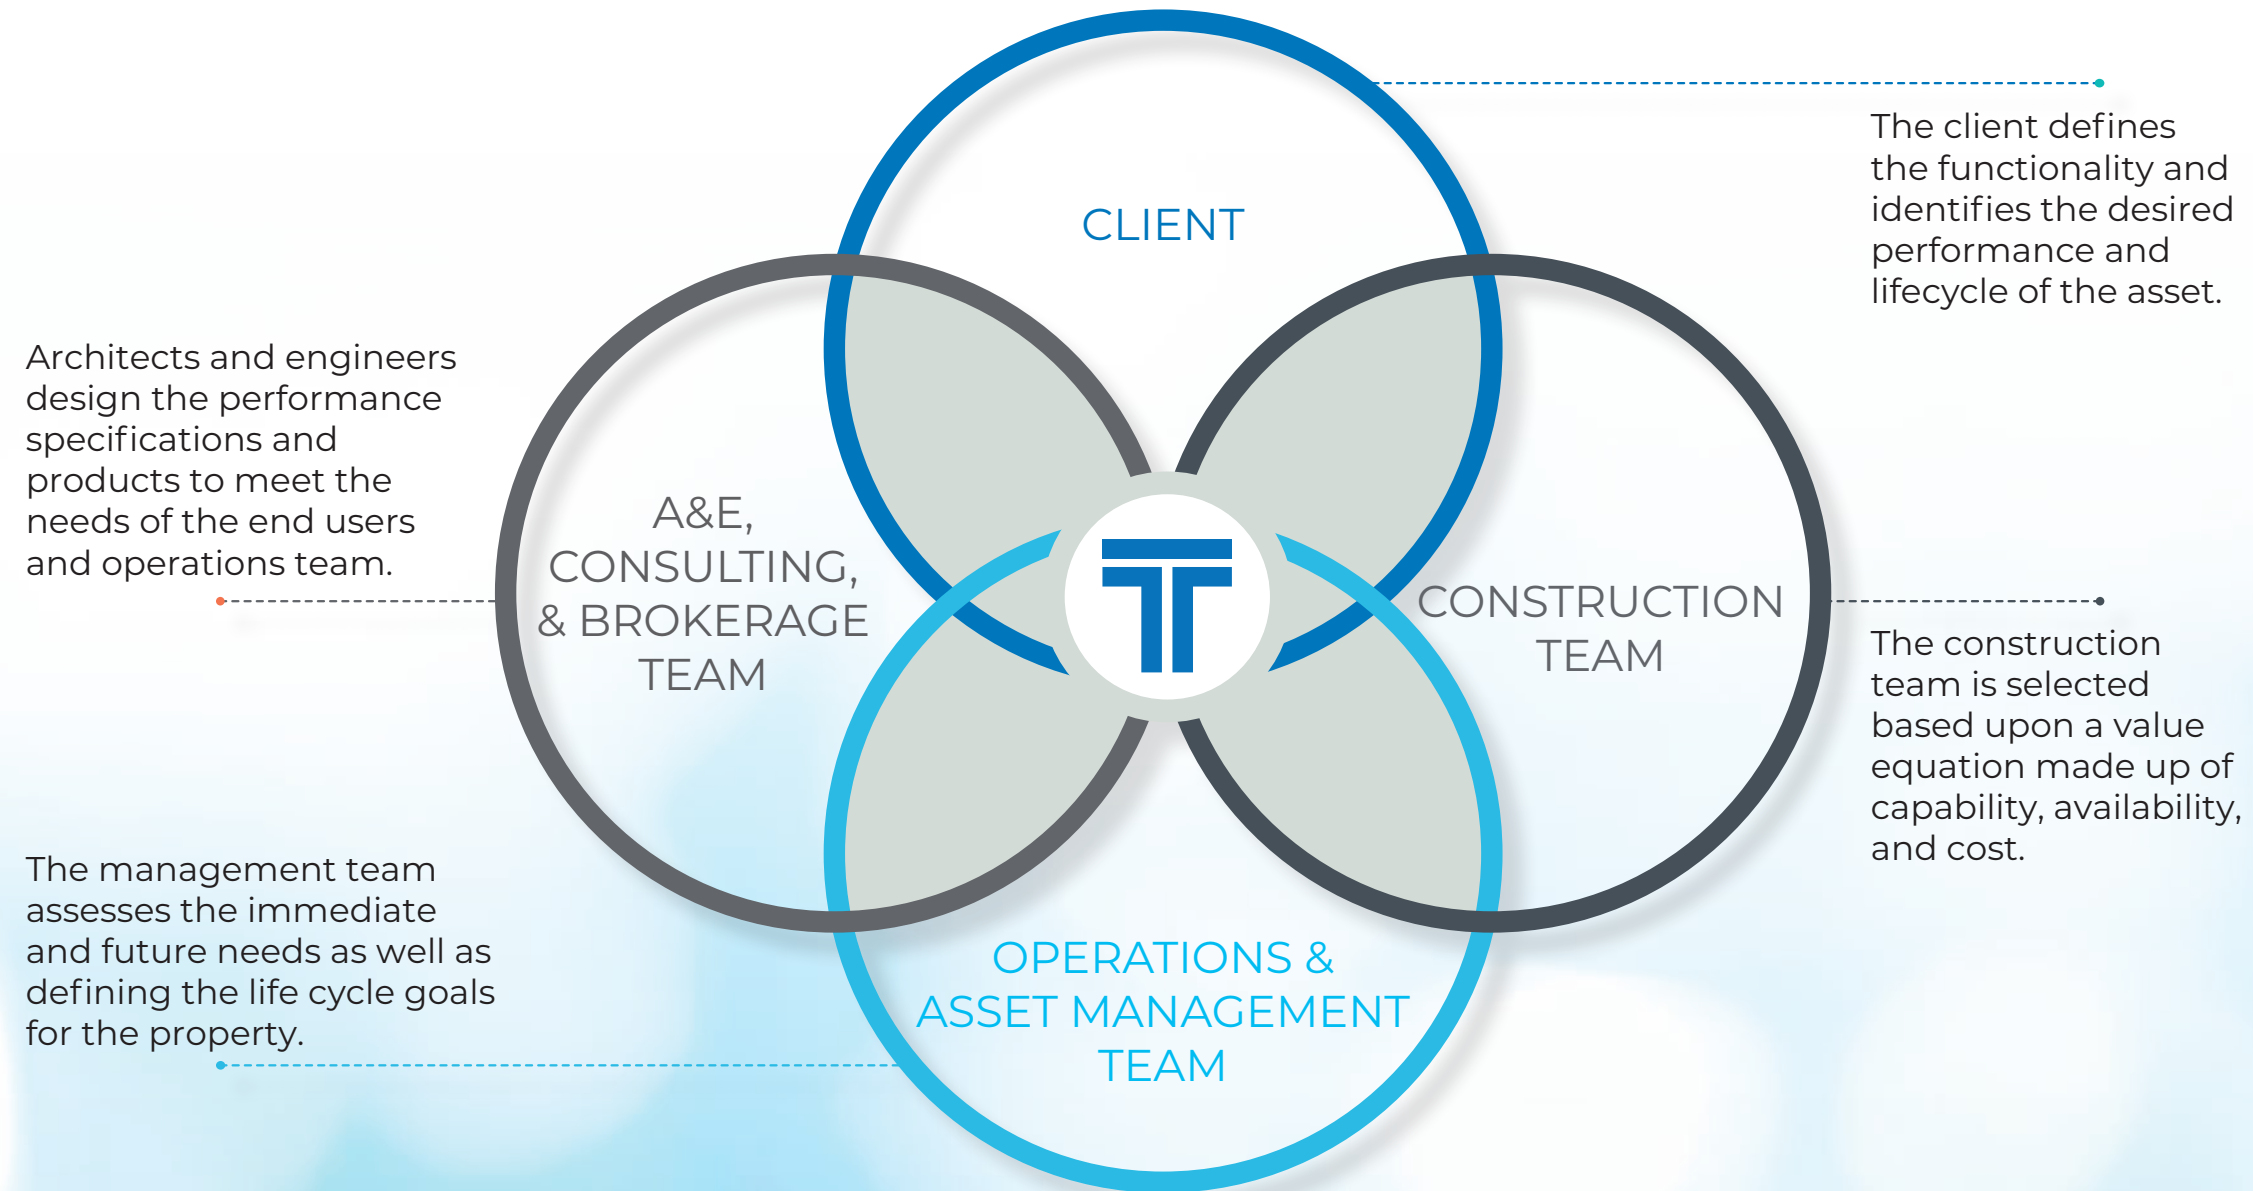 CLIENT
The client defines
the functionality and
identifies the desired
performance and
lifecycle of the asset.
Architects and engineers
design the performance
specifications and
products to meet the
needs of the end users
and operations team.
A&E,
CONSULTING,
& BROKERAGE
TEAM
CONSTRUCTION
TEAM
The construction
team is selected
based upon a value
equation made up of
capability, availability,
and cost.
The management team
assesses the immediate
and future needs as well as
defining the life cycle goals
for the property.
OPERATIONS &
ASSET MANAGEMENT
TEAM